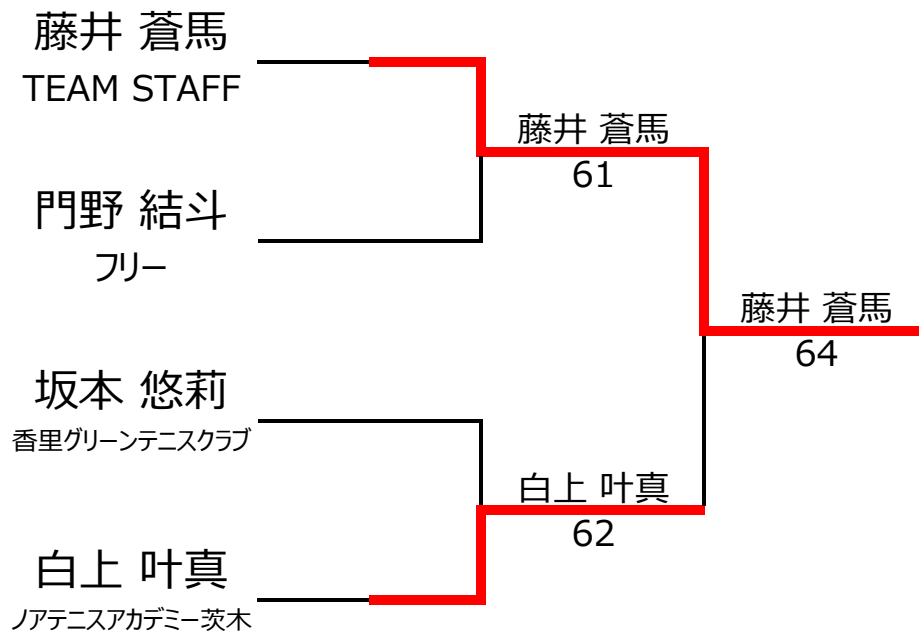 藤井 蒼馬
TEAM STAFF
門野 結斗
フリー
坂本 悠莉
香里グリーンテニスクラブ
白上 叶真
ノアテニスアカデミー茨木
藤井 蒼馬
61
白上 叶真
62
藤井 蒼馬
64